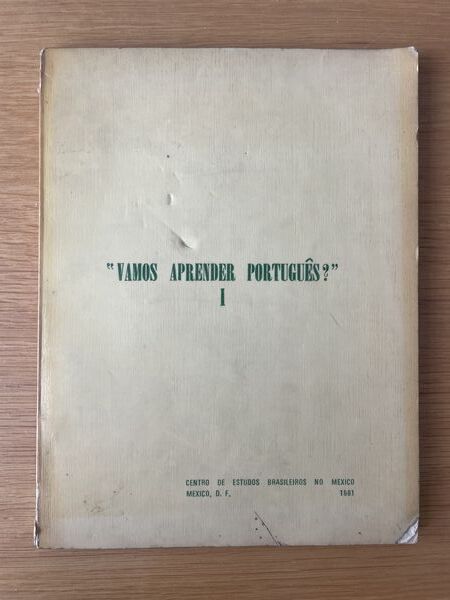 "VAMOS APRENDER PORTUGUÊS?"
I
CENTRO DE ESTUDOS BRASILEIROS NO MEXICO
MEXICO, D. F. 1981